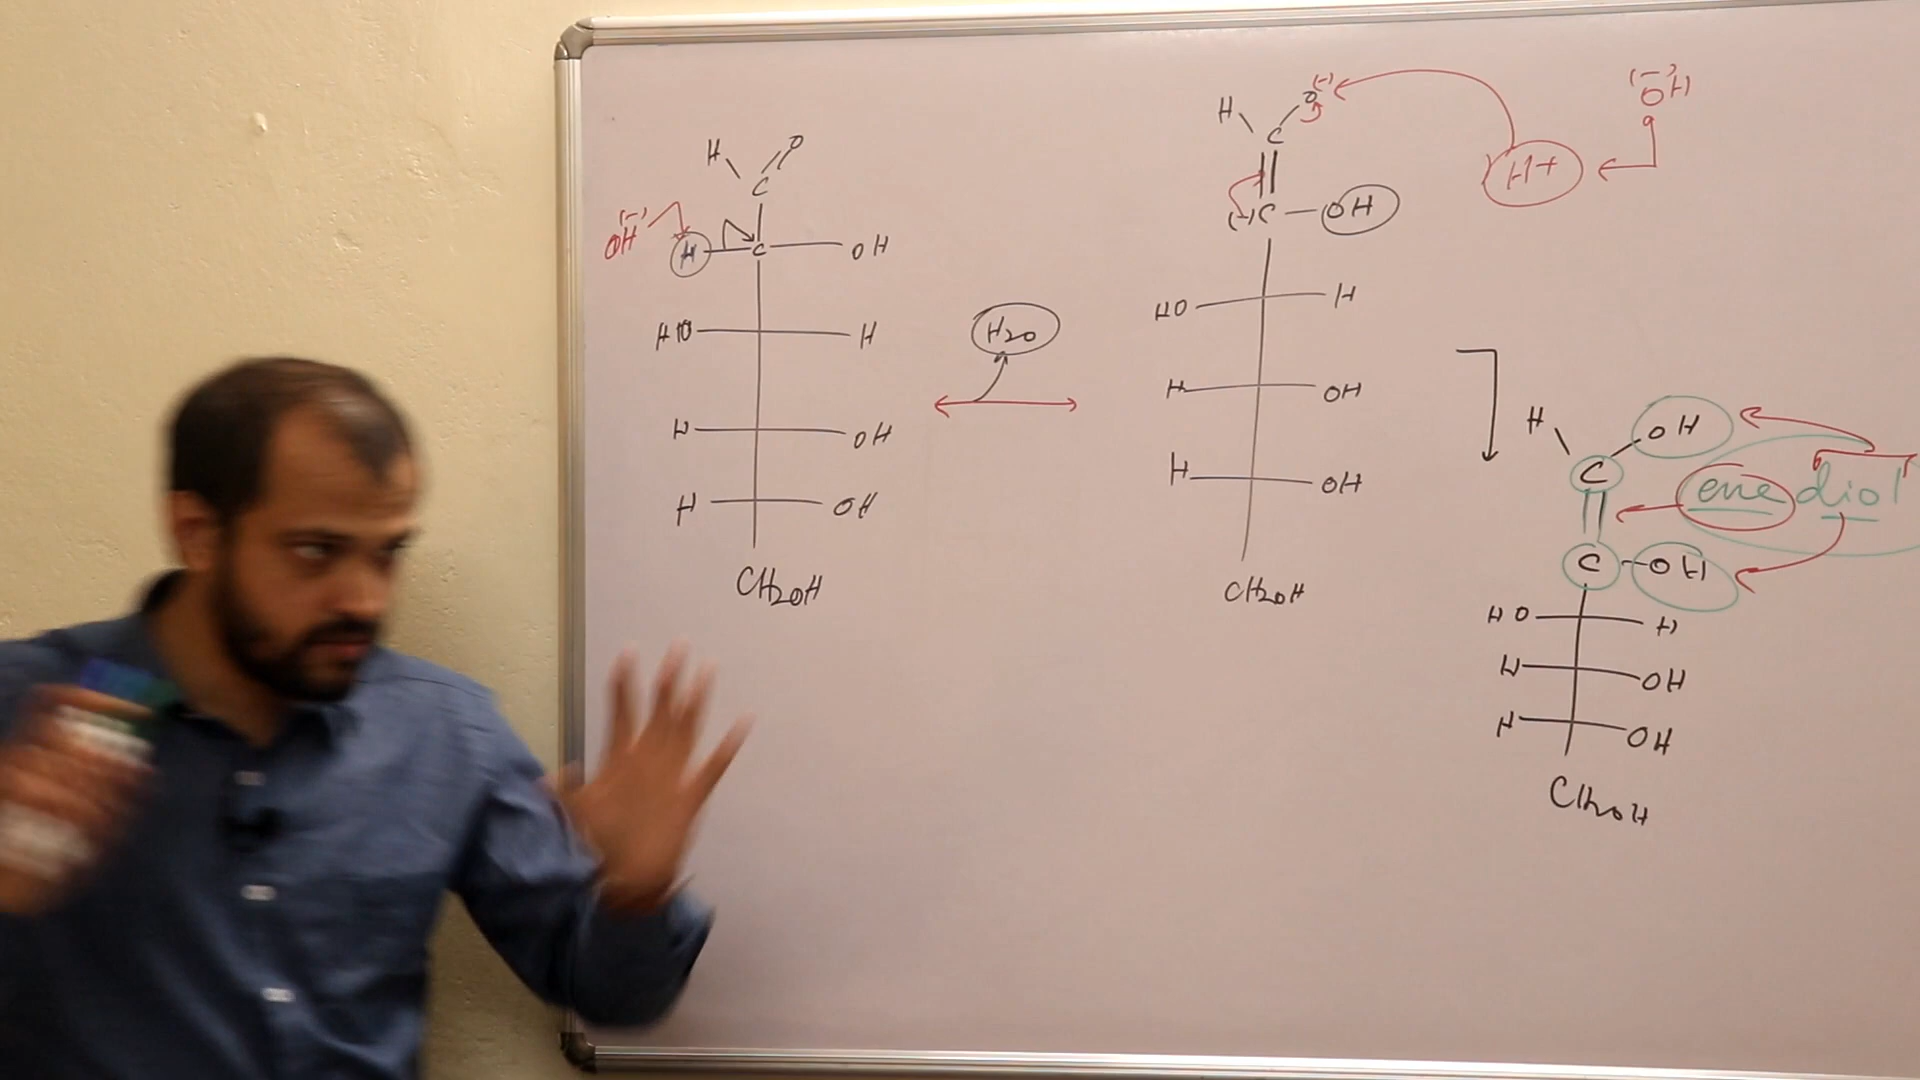 H O
C
(-)
OH H C OH
HO H
H OH
H OH
CH2OH
H2O
H O (-)
C
(-) C OH
HO H
H OH
H OH
CH2OH
(-)
OH
H+
H OH
C
ene diol
C OH
HO H
H OH
H OH
CH2OH